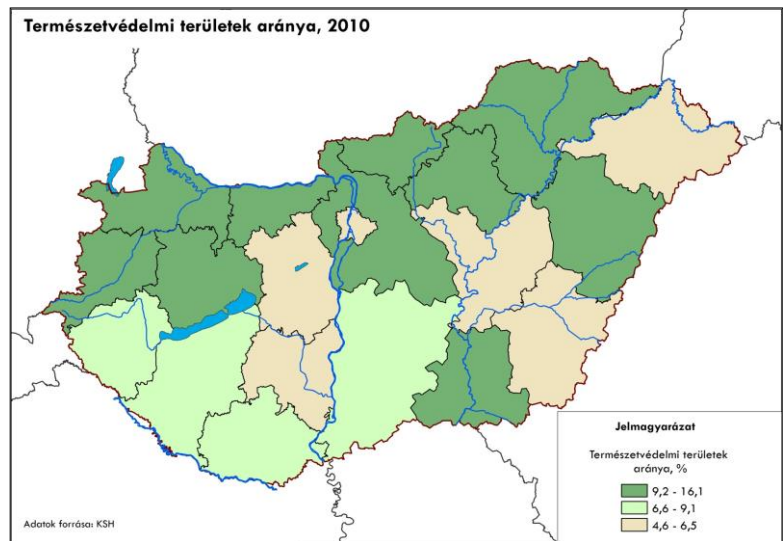 Természetvédelmi területek aránya, 2010
Jelmagyarázat
Természetvédelmi területek
aránya, %
9,2 - 16,1
6,6 - 9,1
4,6 - 6,5
Adatok forrása: KSH